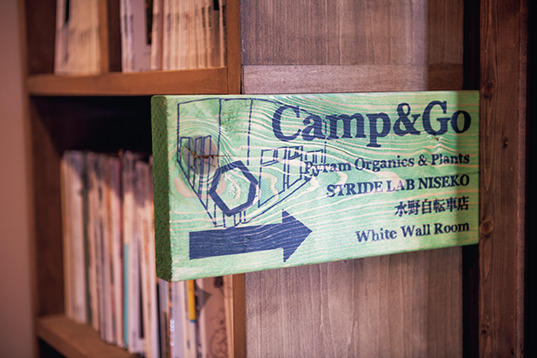 Camp&Go
Pyram Organics & Plants
STRIDE LAB NISEKO
水野自転車店
White Wall Room